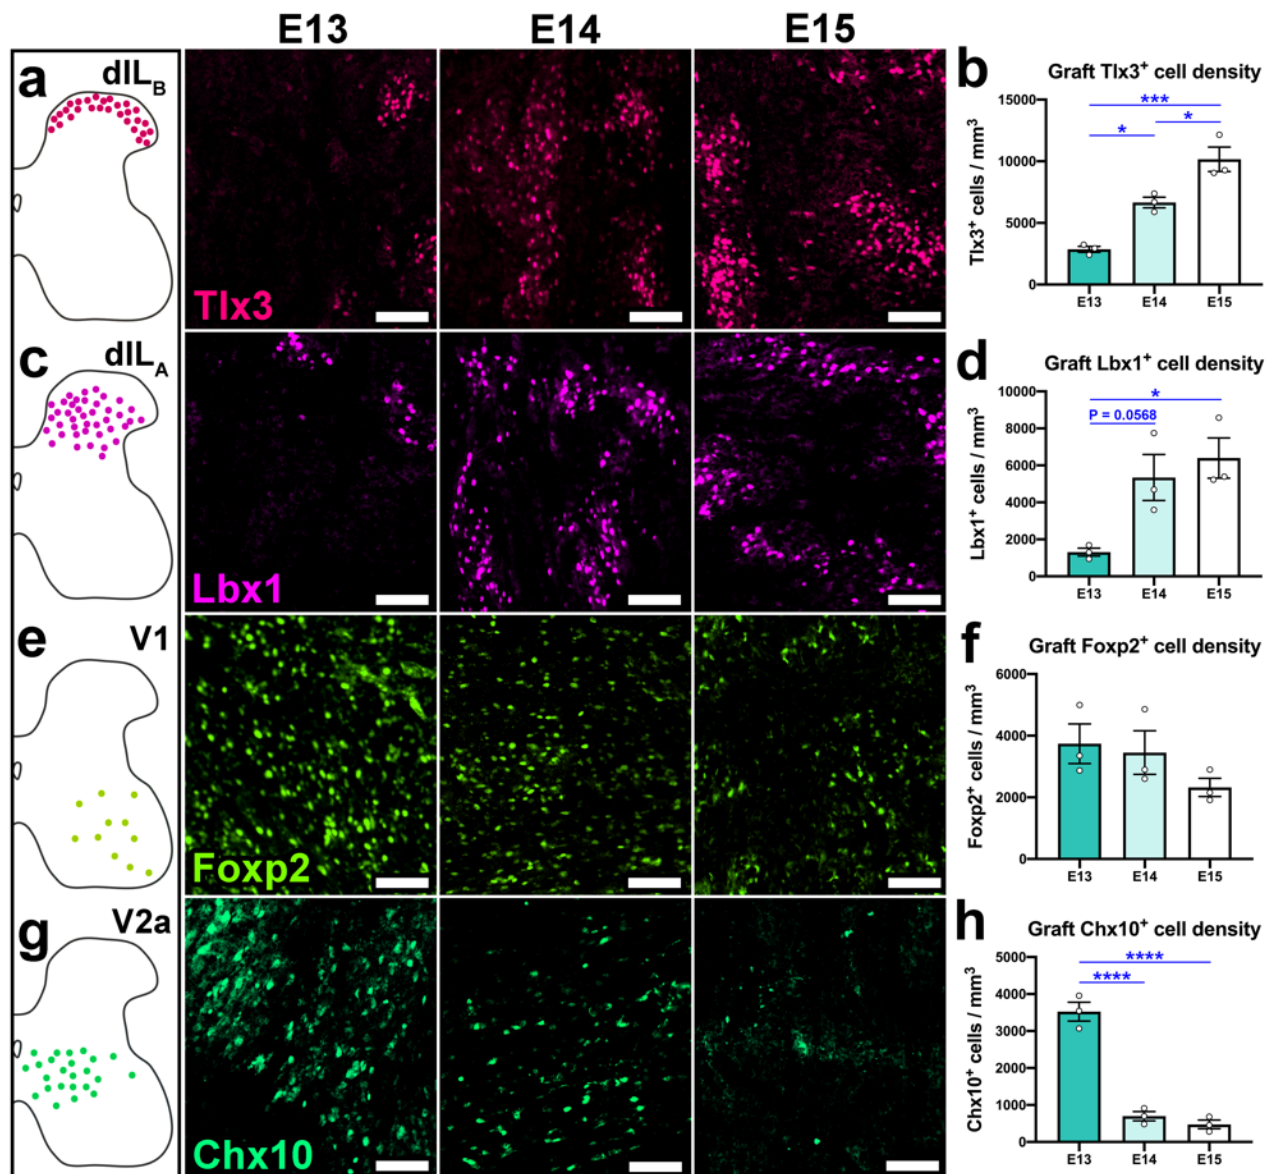 E13 E14 E15
a dILB
Tlx3
b Graft Tlx3+ cell density
Tlx3+ cells / mm3
15000
10000
5000
0
***
* *
E13 E14 E15
c dILA
Lbx1
d Graft Lbx1+ cell density
Lbx1+ cells / mm3
10000
8000
6000
4000
2000
0
*
P = 0.0568
E13 E14 E15
e V1
Foxp2
f Graft Foxp2+ cell density
Foxp2+ cells / mm3
6000
4000
2000
0
E13 E14 E15
g V2a
Chx10
h Graft Chx10+ cell density
Chx10+ cells / mm3
5000
4000
3000
2000
1000
0
****
****
E13 E14 E15